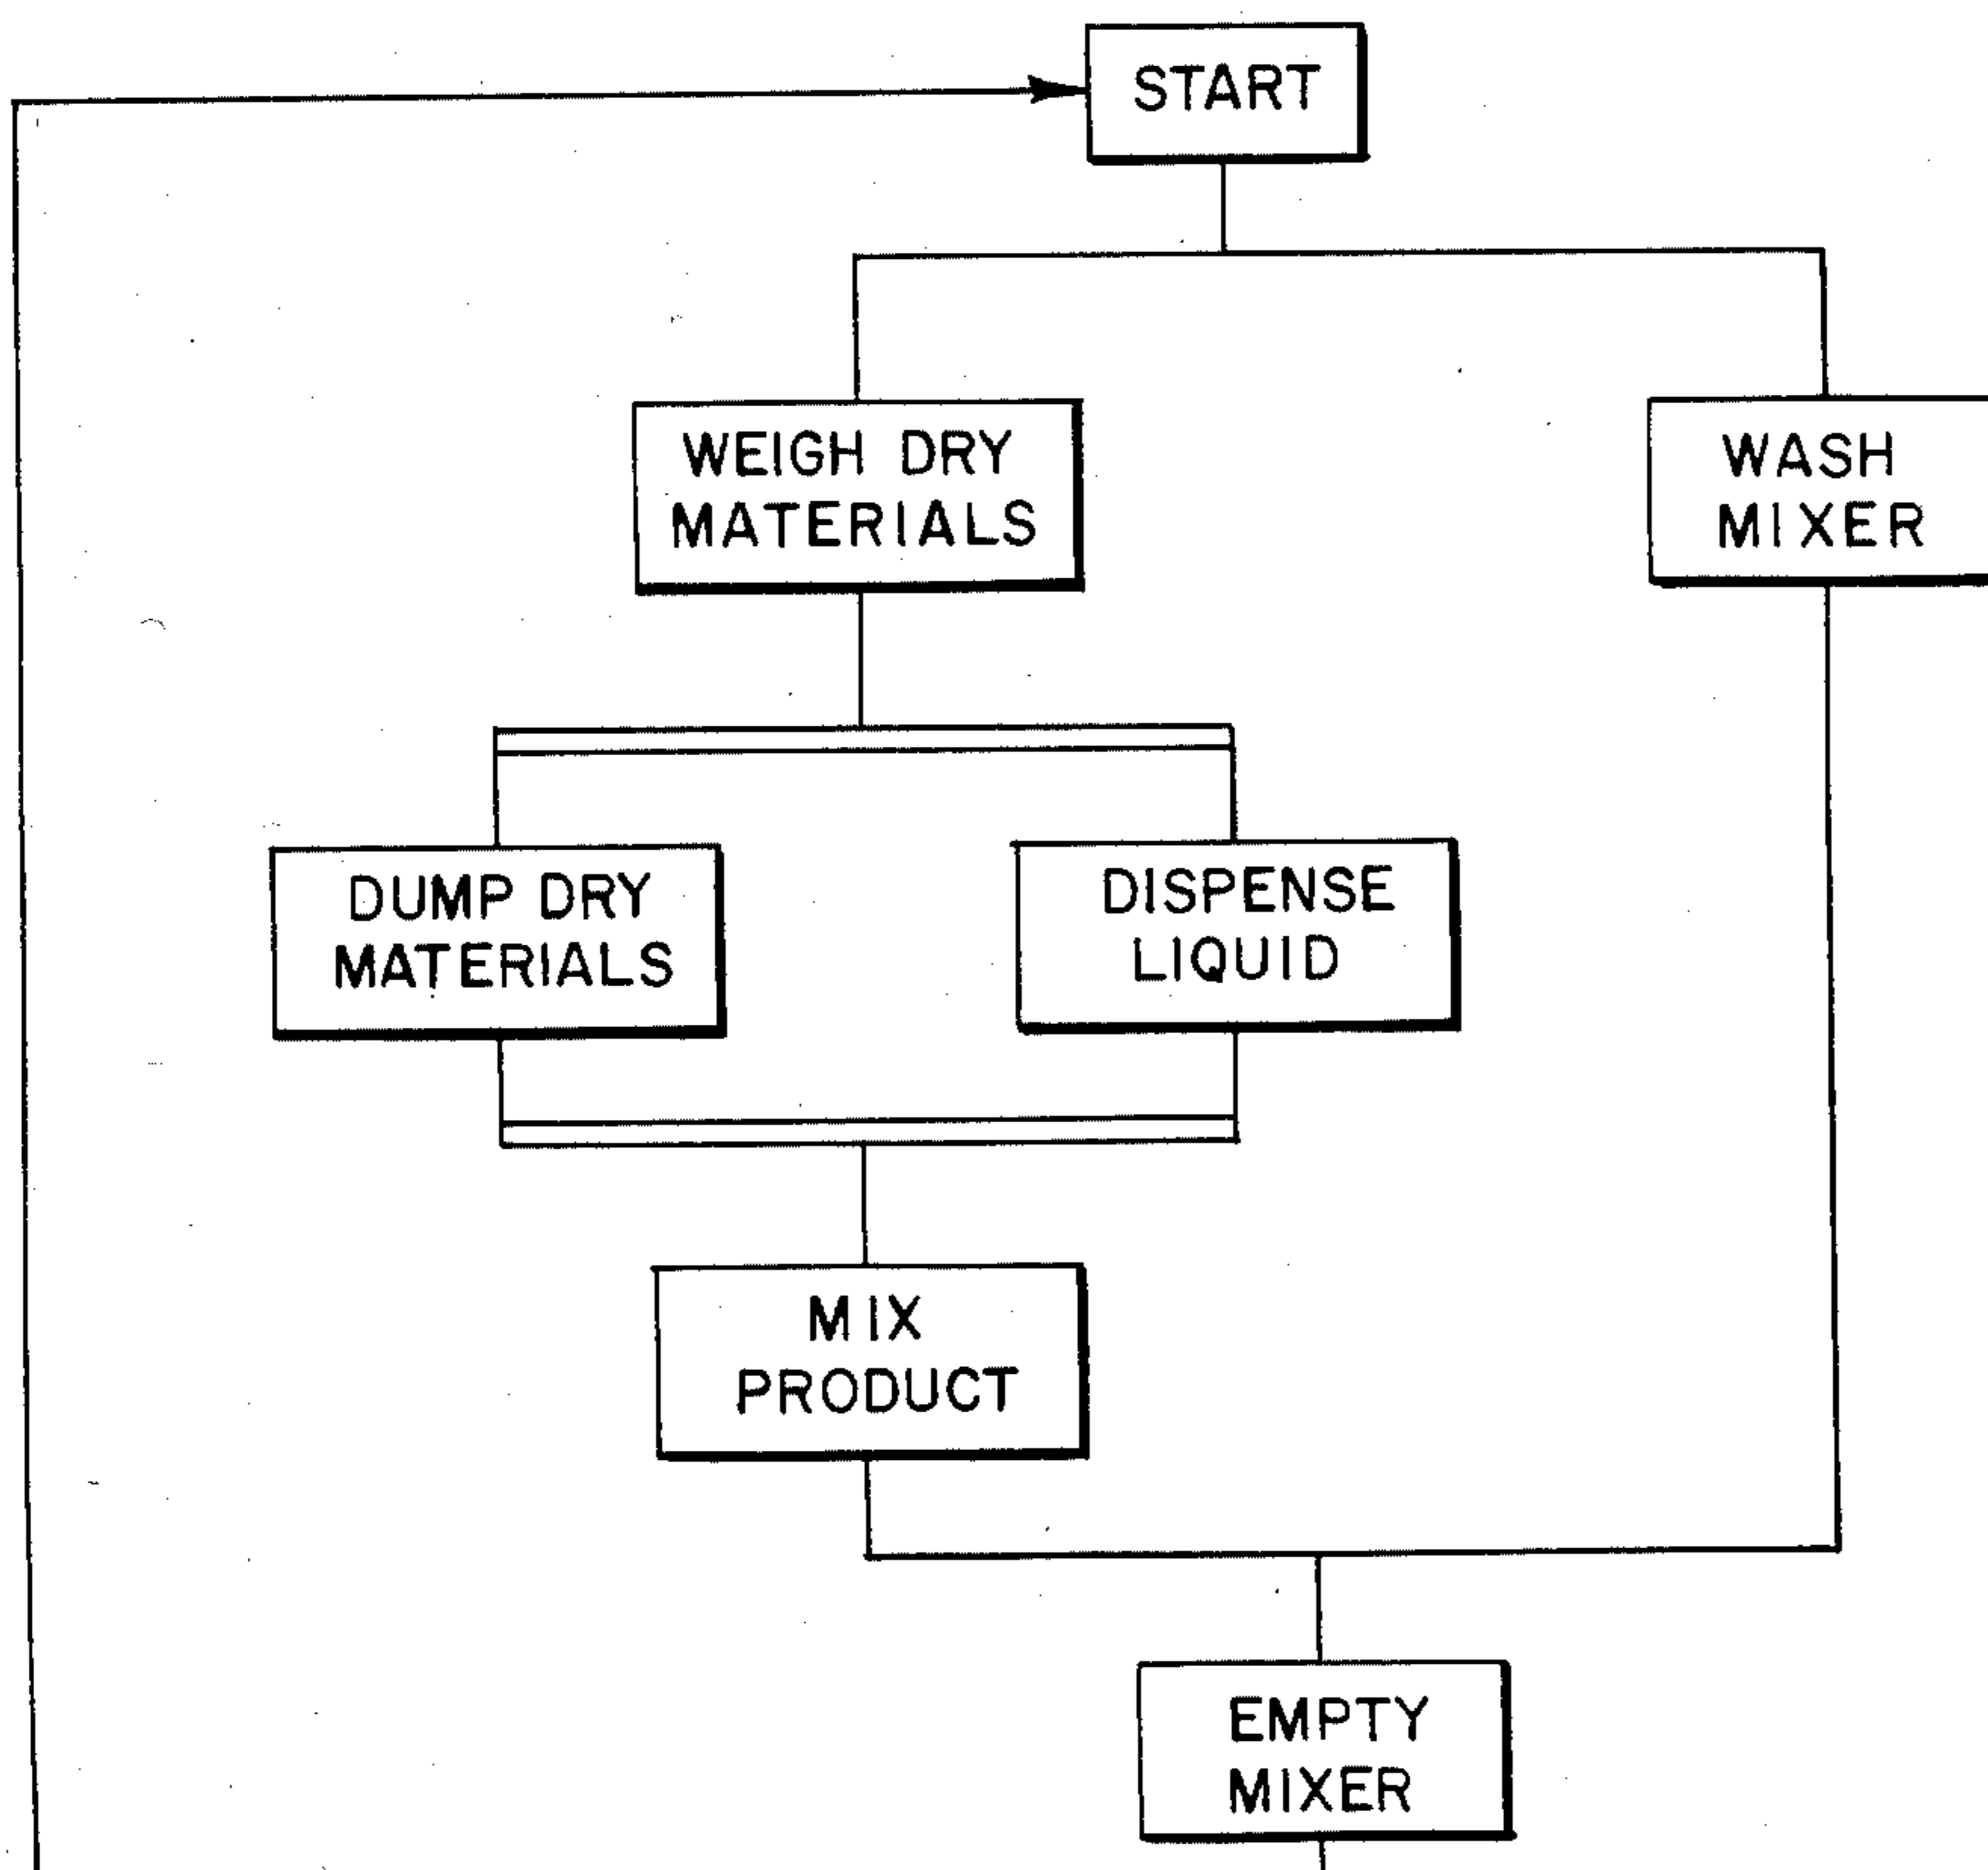 START
WEIGH DRY
MATERIALS
WASH
MIXER
DUMP DRY
MATERIALS
DISPENSE
LIQUID
MIX
PRODUCT
EMPTY
MIXER